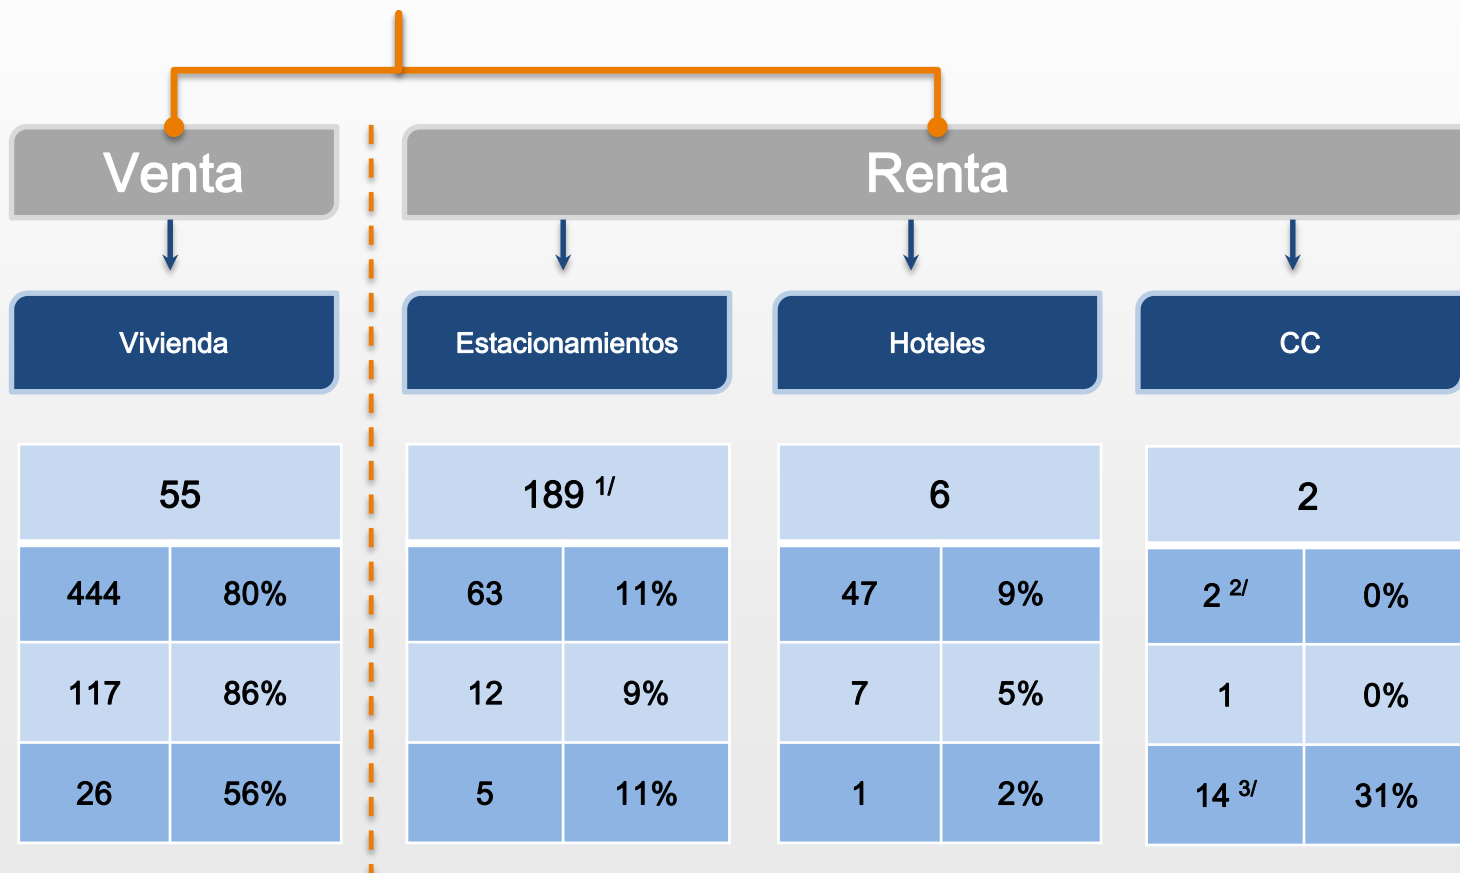 Venta Renta
Vivienda Estacionamientos Hoteles CC
55 189 1/ 6 2
444 80% 63 11% 47 9% 2 2/ 0%
117 86% 12 9% 7 5% 1 0%
26 56% 5 11% 1 2% 14 3/ 31%